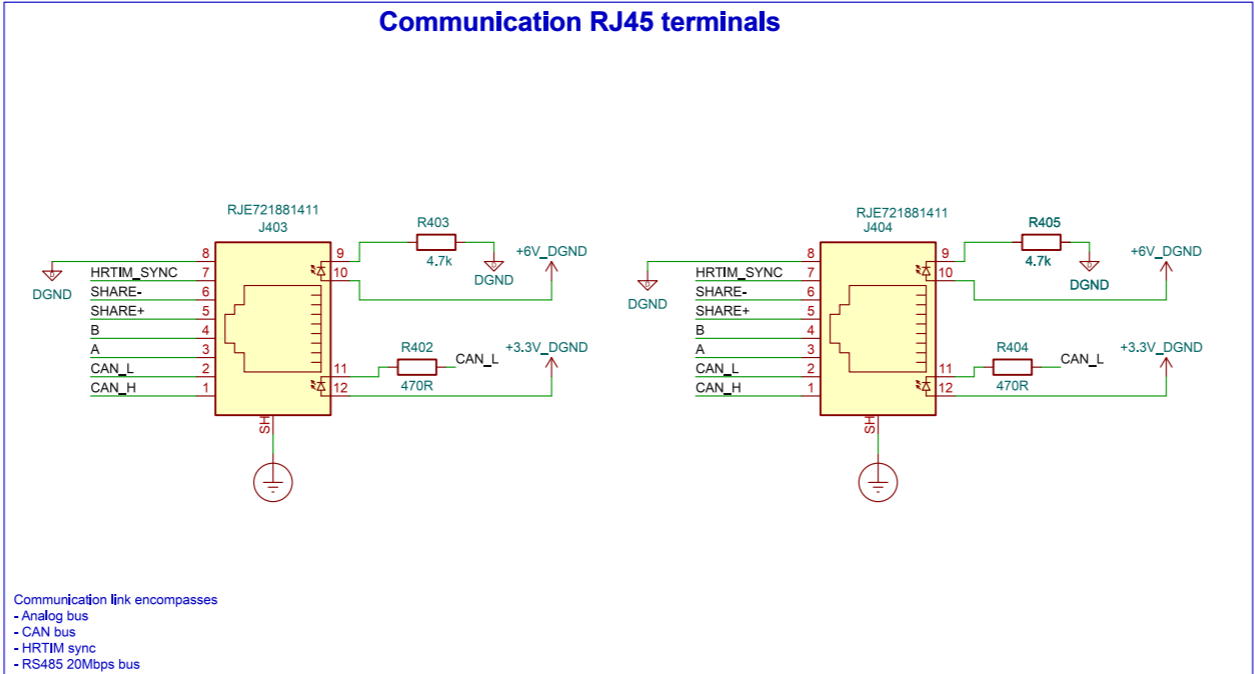 Communication RJ45 terminals
RJE721881411
J403
8
HRTIM_SYNC 7
SHARE- 6
SHARE+ 5
B 4
A 3
CAN_L 2
CAN_H 1
DGND
9
10
11
12
SH
R403
4.7k
DGND
+6V_DGND
R402
470R
CAN_L
+3.3V_DGND
RJE721881411
J404
8
HRTIM_SYNC 7
SHARE- 6
SHARE+ 5
B 4
A 3
CAN_L 2
CAN_H 1
DGND
9
10
11
12
SH
R405
4.7k
DGND
+6V_DGND
R404
470R
CAN_L
+3.3V_DGND
Communication link encompasses
- Analog bus
- CAN bus
- HRTIM sync
- RS485 20Mbps bus